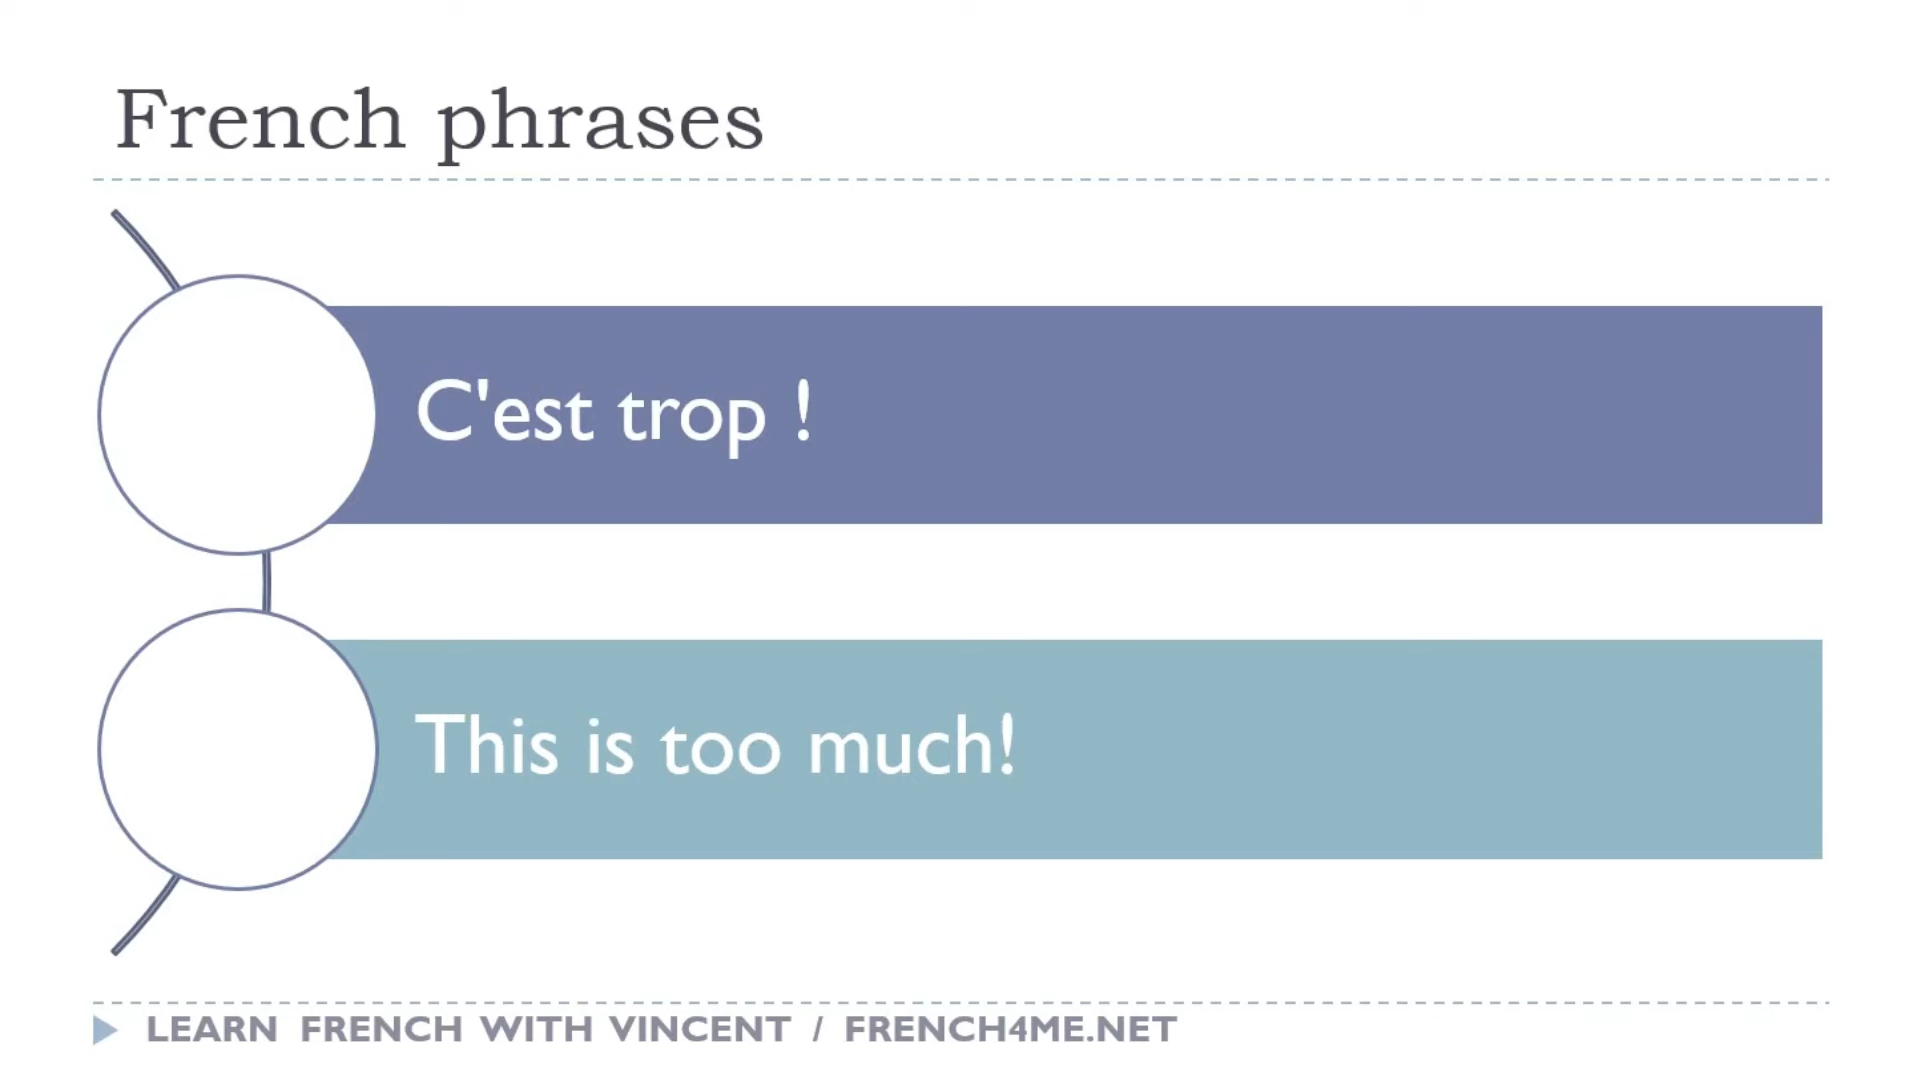 French phrases
C'est trop !
This is too much!
LEARN FRENCH WITH VINCENT / FRENCH4ME.NET